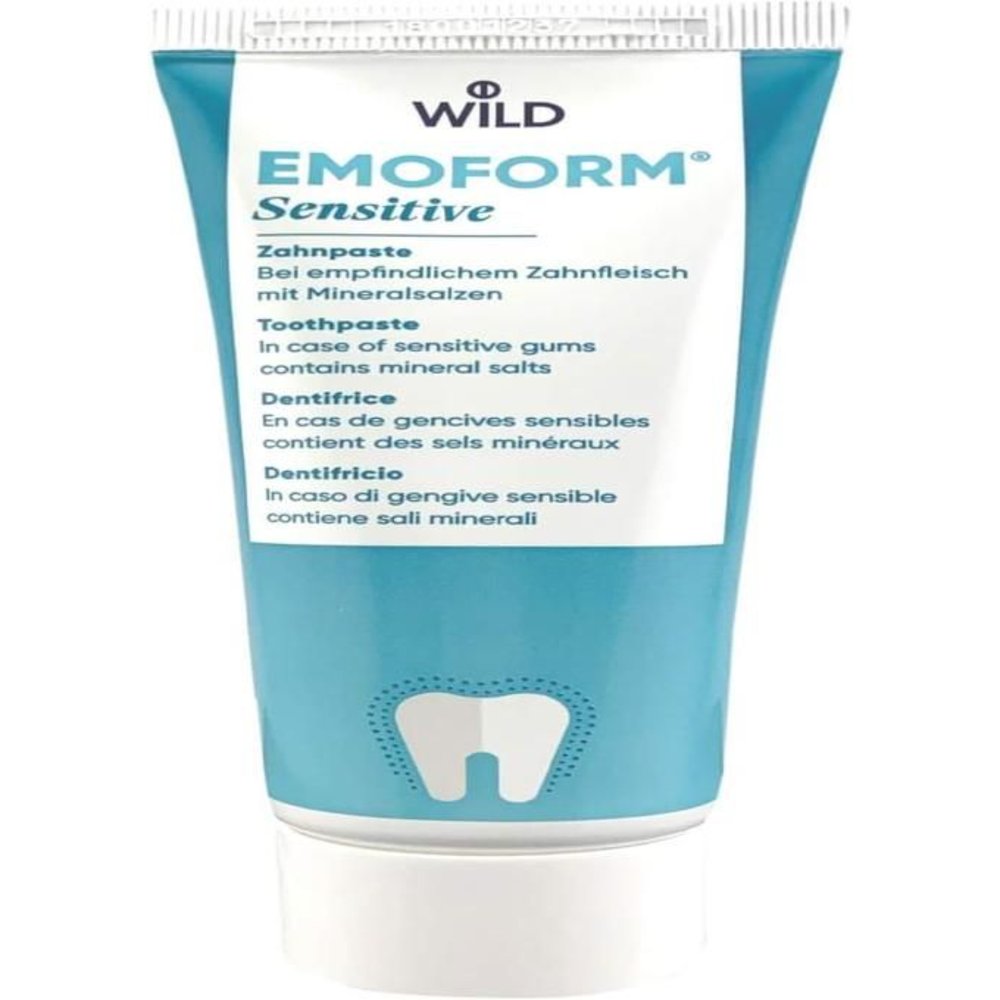 WILD
EMOFORM®
Sensitive
Zahnpaste
Bei empfindlichem Zahnfleisch
mit Mineralsalzen
Toothpaste
In case of sensitive gums
contains mineral salts
Dentifrice
En cas de gencives sensibles
contient des sels minéraux
Dentifricio
In caso di gengive sensible
contiene sali minerali